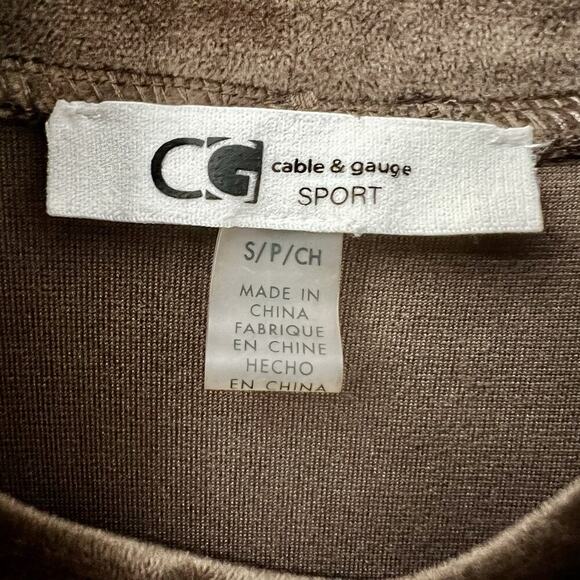 CG cable & gauge
SPORT
S/P/CH
MADE IN
CHINA
FABRIQUE
EN CHINE
HECHO
EN CHINA